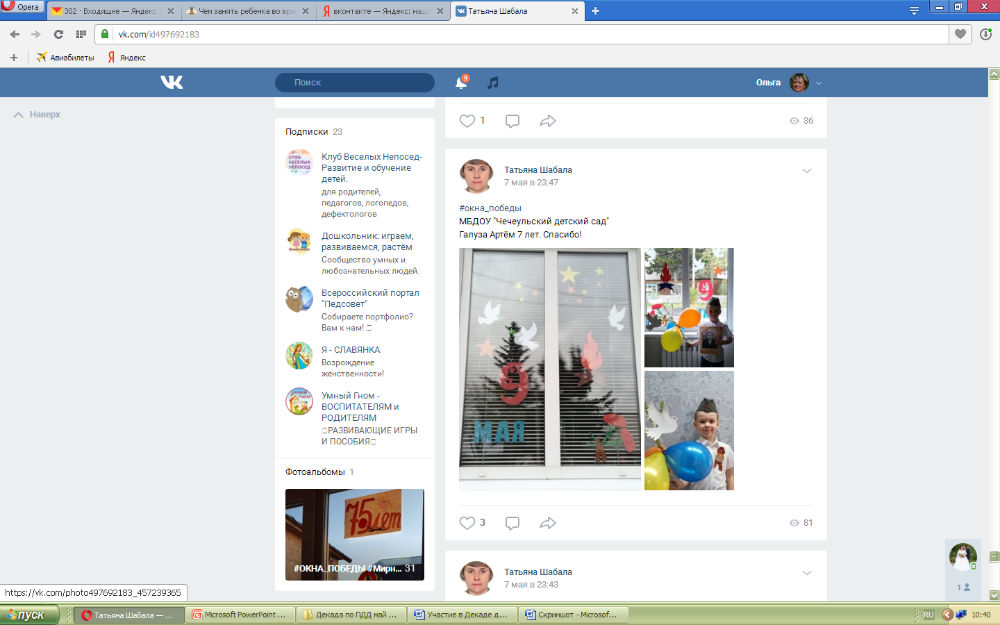 Opera
302 · Входящие — Яндекс.
Чем занять ребенка во вре
вконтакте — Яндекс: нашл
Татьяна Шабала
vk.com/id497692183
Авиабилеты
Яндекс
Поиск
9
Ольга
Наверх
Подписки 23
Клуб Веселых Непосед-
Развитие и обучение
детей.
для родителей,
педагогов, логопедов,
дефектологов
Дошкольник: играем,
развиваемся, растём
Сообщество умных и
любознательных людей.
Всероссийский портал
"Педсовет"
Собираете портфолио?
Вам к нам!
Я - СЛАВЯНКА
Возрождение
женственности!
Умный Гном -
ВОСПИТАТЕЛЯМ и
РОДИТЕЛЯМ
РАЗВИВАЮЩИЕ ИГРЫ
И ПОСОБИЯ
Фотоальбомы 1
75 лет
#ОКНА_ПОБЕДЫ #Мирн... 31
1
36
Татьяна Шабала
7 мая в 23:47
#окна_победы
МБДОУ "Чечеульский детский сад"
Галуза Артём 7 лет. Спасибо!
9
МАЯ
9
3
81
Татьяна Шабала
7 мая в 23:43
1
https://vk.com/photo497692183_457239365
пуск
Татьяна Шабала — ...
Microsoft PowerPoint ...
Декада по ПДД май ...
Участие в Декаде д...
Скриншот - Microsof...
RU
10:40